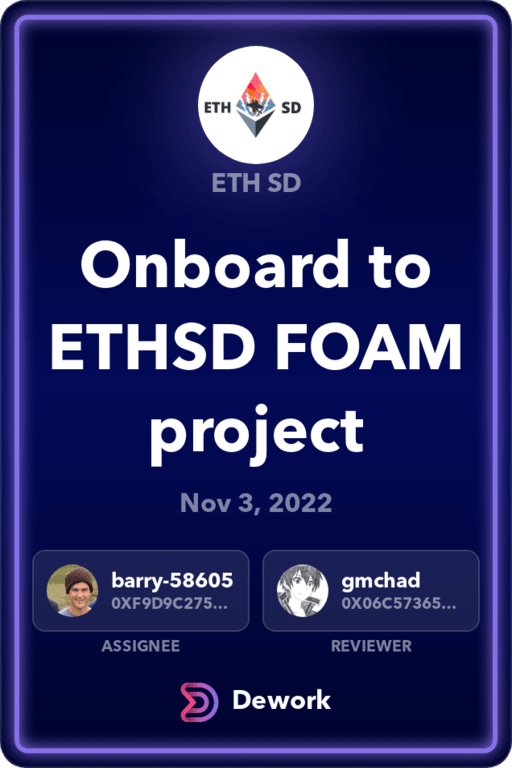 ETH SD
ETH SD
Onboard to
ETHSD FOAM
project
Nov 3, 2022
barry-58605
0XF9D9C275...
gmchad
0X06C57365...
ASSIGNEE
REVIEWER
Dework